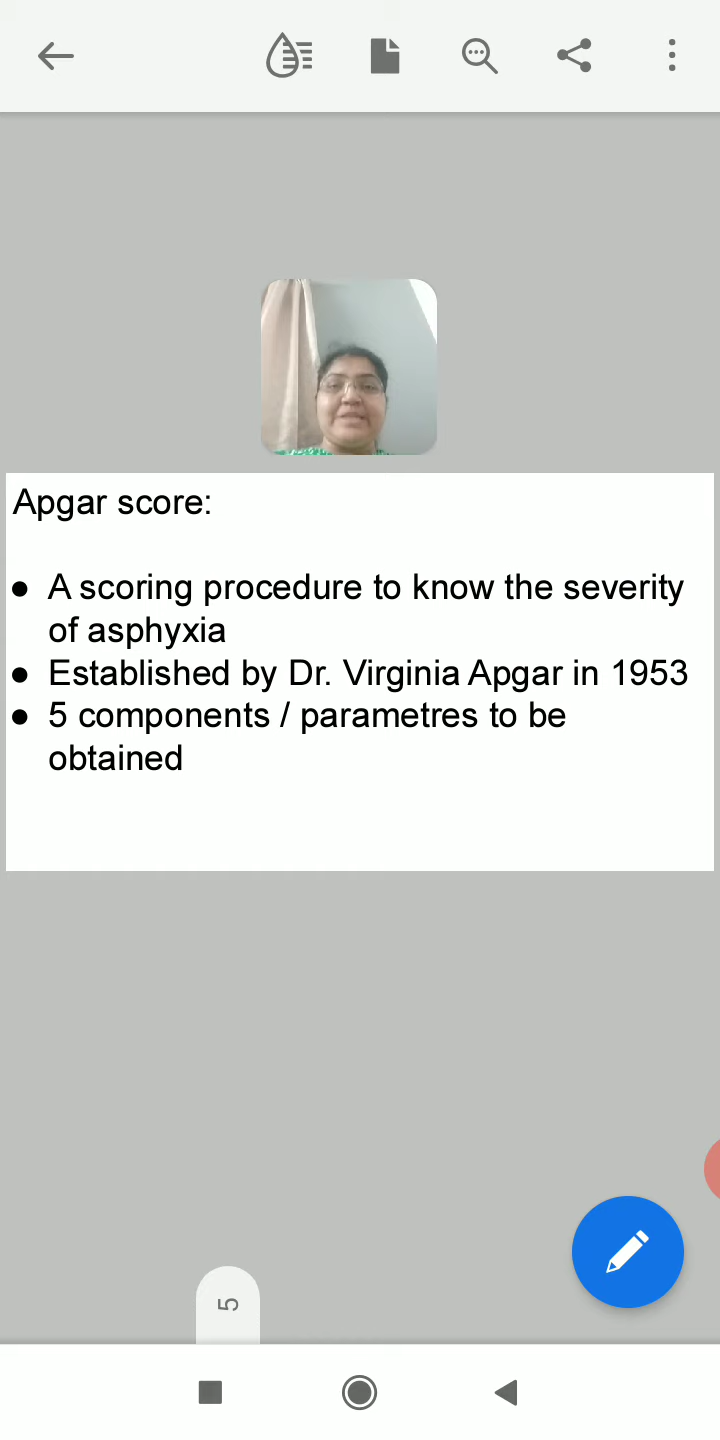 Apgar score:
● A scoring procedure to know the severity
of asphyxia
● Established by Dr. Virginia Apgar in 1953
● 5 components / parametres to be
obtained
5